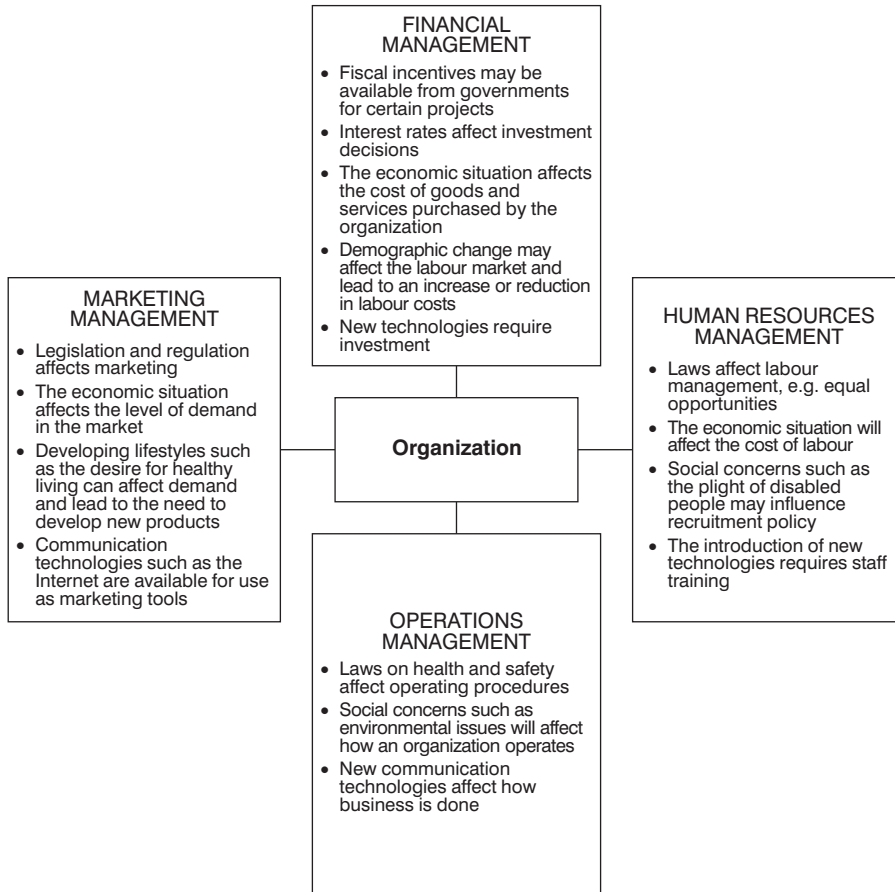 FINANCIAL
MANAGEMENT
• Fiscal incentives may be
available from governments
for certain projects
• Interest rates affect investment
decisions
• The economic situation affects
the cost of goods and
services purchased by the
organization
• Demographic change may
affect the labour market and
lead to an increase or reduction
in labour costs
• New technologies require
investment
MARKETING
MANAGEMENT
• Legislation and regulation
affects marketing
• The economic situation
affects the level of demand
in the market
• Developing lifestyles such
as the desire for healthy
living can affect demand
and lead to the need to
develop new products
• Communication
technologies such as the
Internet are available for use
as marketing tools
Organization
HUMAN RESOURCES
MANAGEMENT
• Laws affect labour
management, e.g. equal
opportunities
• The economic situation will
affect the cost of labour
• Social concerns such as
the plight of disabled
people may influence
recruitment policy
• The introduction of new
technologies requires staff
training
OPERATIONS
MANAGEMENT
• Laws on health and safety
affect operating procedures
• Social concerns such as
environmental issues will affect
how an organization operates
• New communication
technologies affect how
business is done